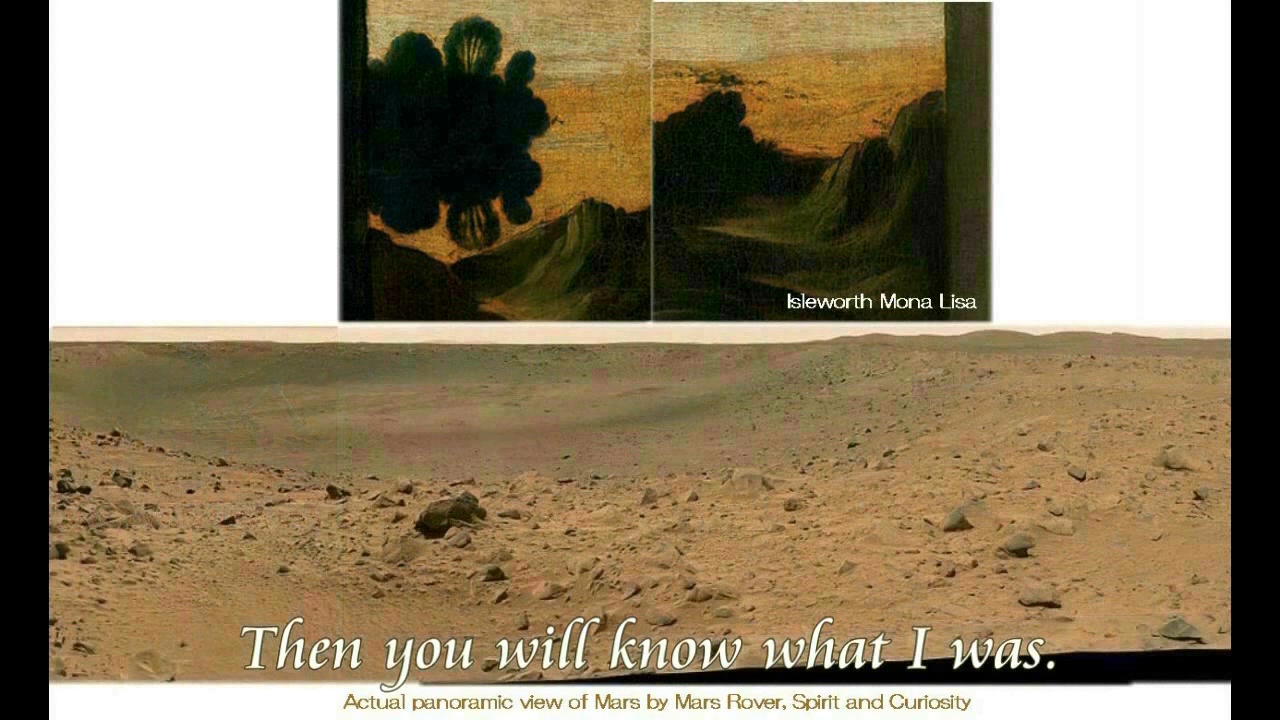 Isleworth Mona Lisa
Then you will know what I was.
Actual panoramic view of Mars by Mars Rover, Spirit and Curiosity